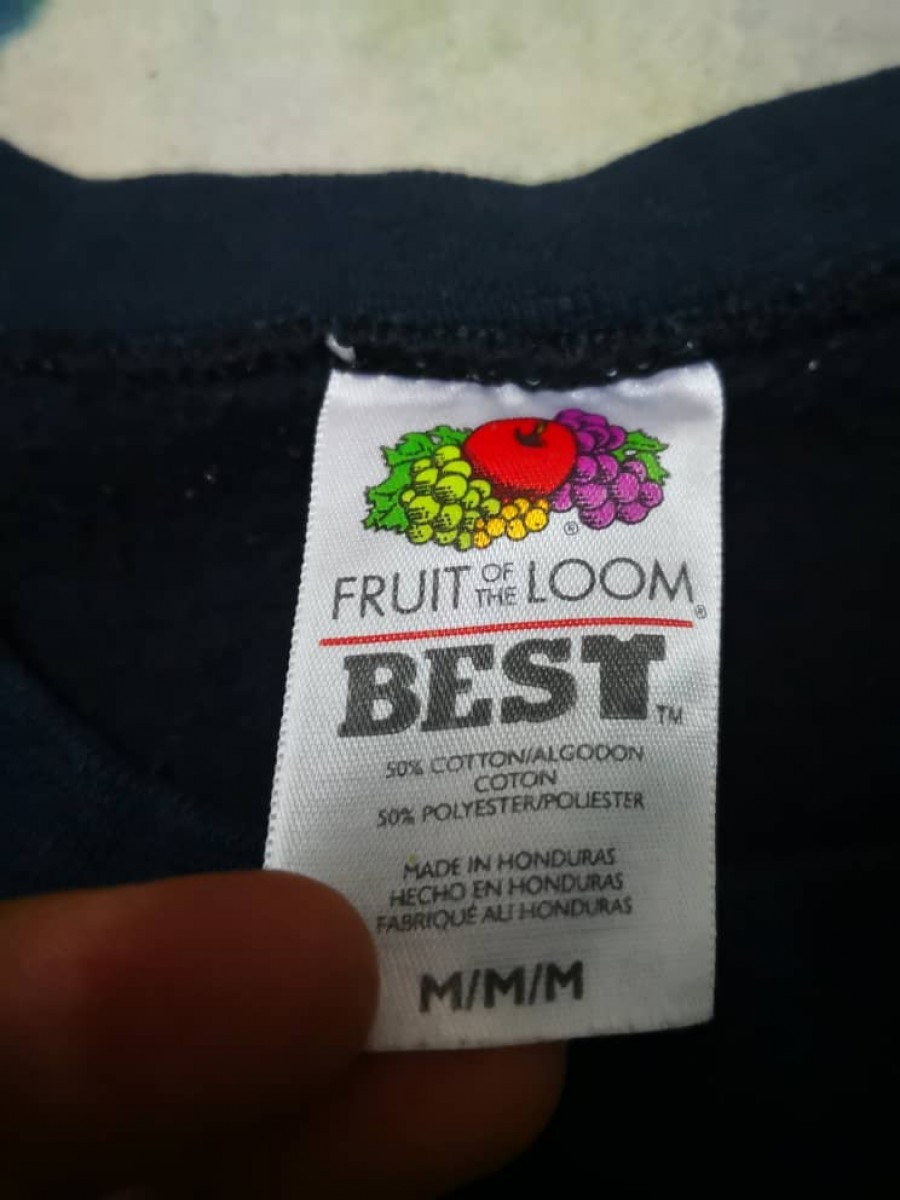 ®
FRUIT OF THE LOOM®
BEST™
50% COTTON/ALGODON
COTON
50% POLYESTER/POLIESTER
MADE IN HONDURAS
HECHO EN HONDURAS
FABRIQUÉ AU HONDURAS
M/M/M